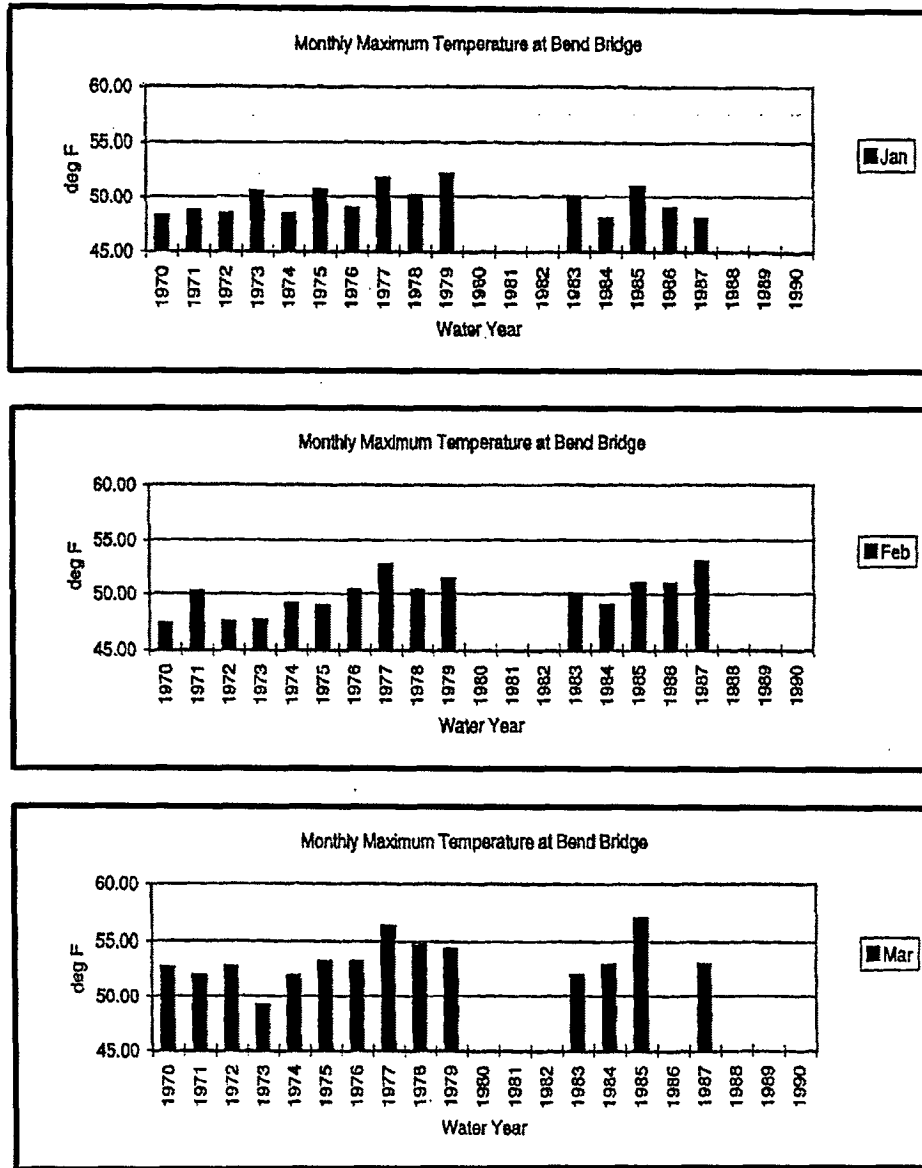 Monthly Maximum Temperature at Bend Bridge
60.00
55.00
50.00
45.00
deg F
1970 1971 1972 1973 1974 1975 1976 1977 1978 1979 1980 1981 1982 1983 1984 1985 1986 1987 1988 1989 1990
Water Year
Jan
Monthly Maximum Temperature at Bend Bridge
60.00
55.00
50.00
45.00
deg F
1970 1971 1972 1973 1974 1975 1976 1977 1978 1979 1980 1981 1982 1983 1984 1985 1986 1987 1988 1989 1990
Water Year
Feb
Monthly Maximum Temperature at Bend Bridge
60.00
55.00
50.00
45.00
deg F
1970 1971 1972 1973 1974 1975 1976 1977 1978 1979 1980 1981 1982 1983 1984 1985 1986 1987 1988 1989 1990
Water Year
Mar